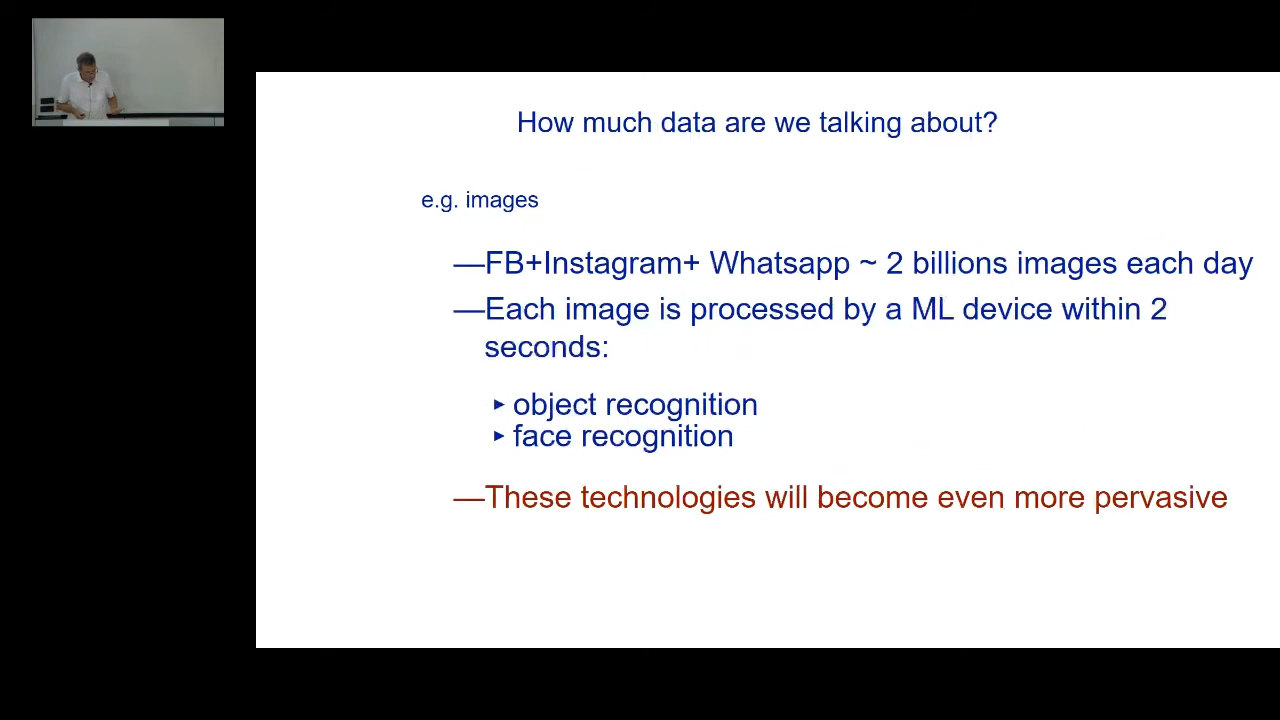 How much data are we talking about?
e.g. images
—FB+Instagram+ Whatsapp ~ 2 billions images each day
—Each image is processed by a ML device within 2
seconds:
▸ object recognition
▸ face recognition
—These technologies will become even more pervasive